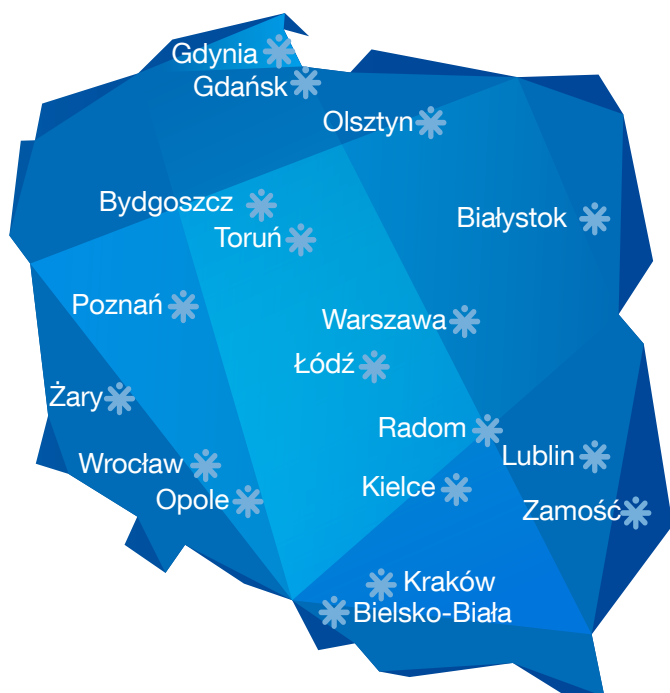 Gdynia
Gdańsk
Olsztyn
Bydgoszcz
Białystok
Toruń
Poznań
Warszawa
Łódź
Żary
Radom
Lublin
Wrocław
Kielce
Opole
Zamość
Kraków
Bielsko-Biała